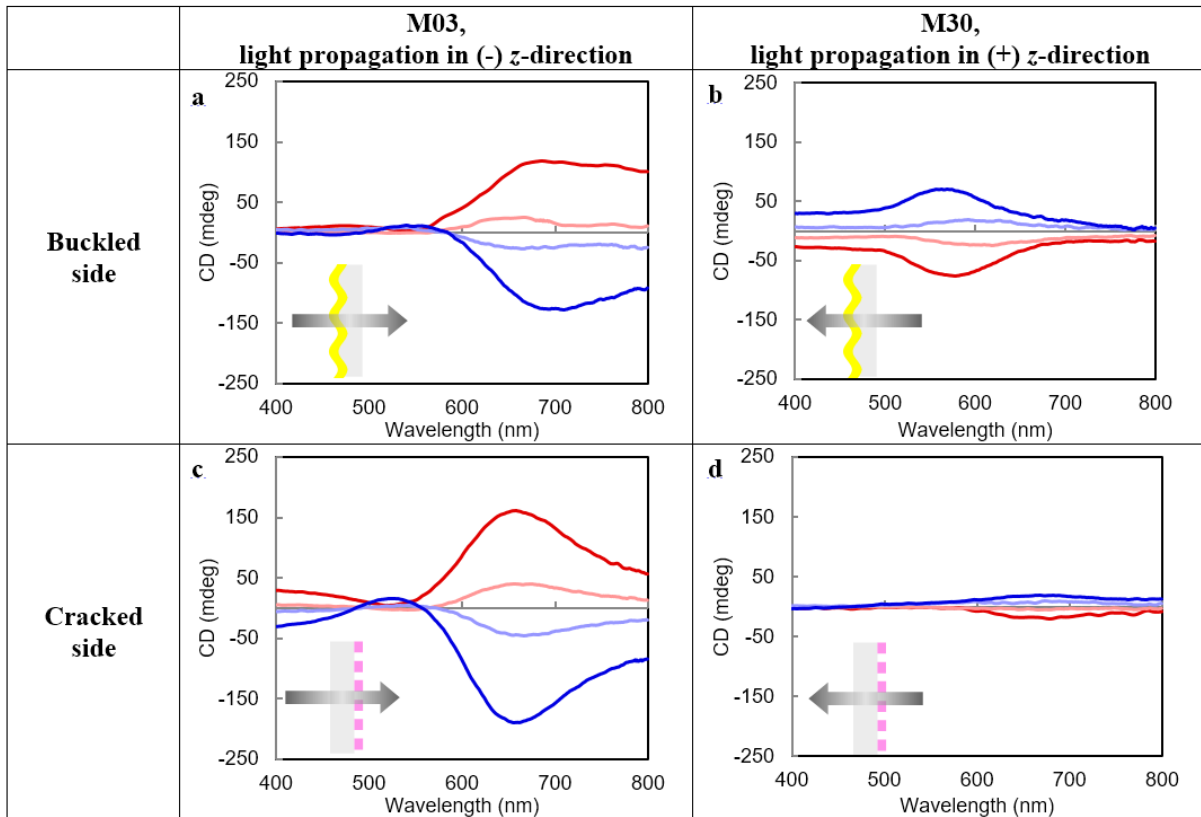 M03,
light propagation in (-) z-direction
M30,
light propagation in (+) z-direction
Buckled
side
a
250
150
50
-50
-150
-250
CD (mdeg)
400 500 600 700 800
Wavelength (nm)
b
250
150
50
-50
-150
-250
CD (mdeg)
400 500 600 700 800
Wavelength (nm)
Cracked
side
c
250
150
50
-50
-150
-250
CD (mdeg)
400 500 600 700 800
Wavelength (nm)
d
250
150
50
-50
-150
-250
CD (mdeg)
400 500 600 700 800
Wavelength (nm)